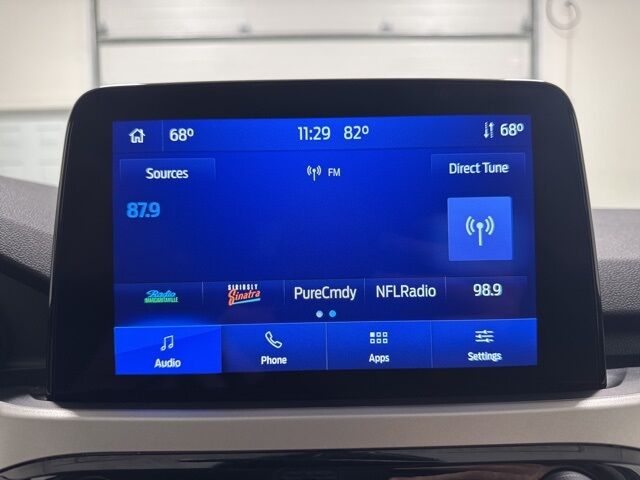 68° 11:29 82° 68°
Sources FM Direct Tune
87.9
Radio MARGARITAVILLE SIRIUSLY Sinatra PureCmdy NFLRadio 98.9
Audio Phone Apps Settings